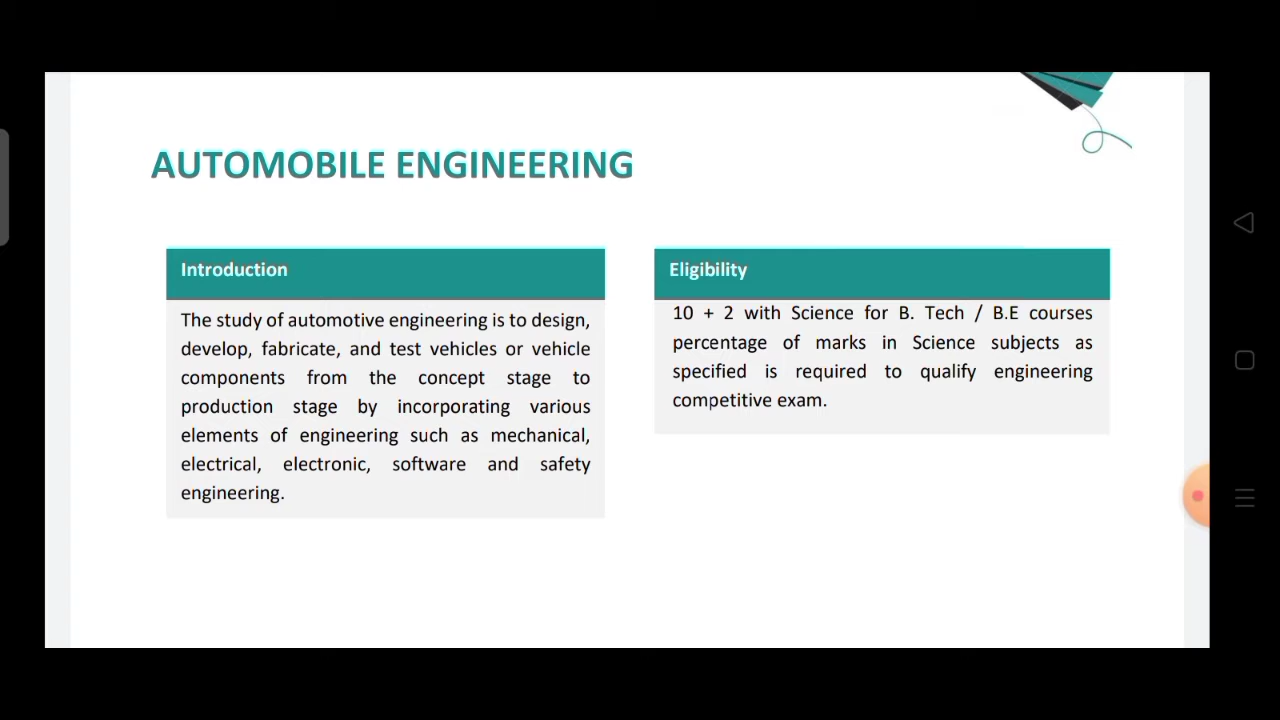 AUTOMOBILE ENGINEERING
Introduction
The study of automotive engineering is to design,
develop, fabricate, and test vehicles or vehicle
components from the concept stage to
production stage by incorporating various
elements of engineering such as mechanical,
electrical, electronic, software and safety
engineering.
Eligibility
10 + 2 with Science for B. Tech / B.E courses
percentage of marks in Science subjects as
specified is required to qualify engineering
competitive exam.